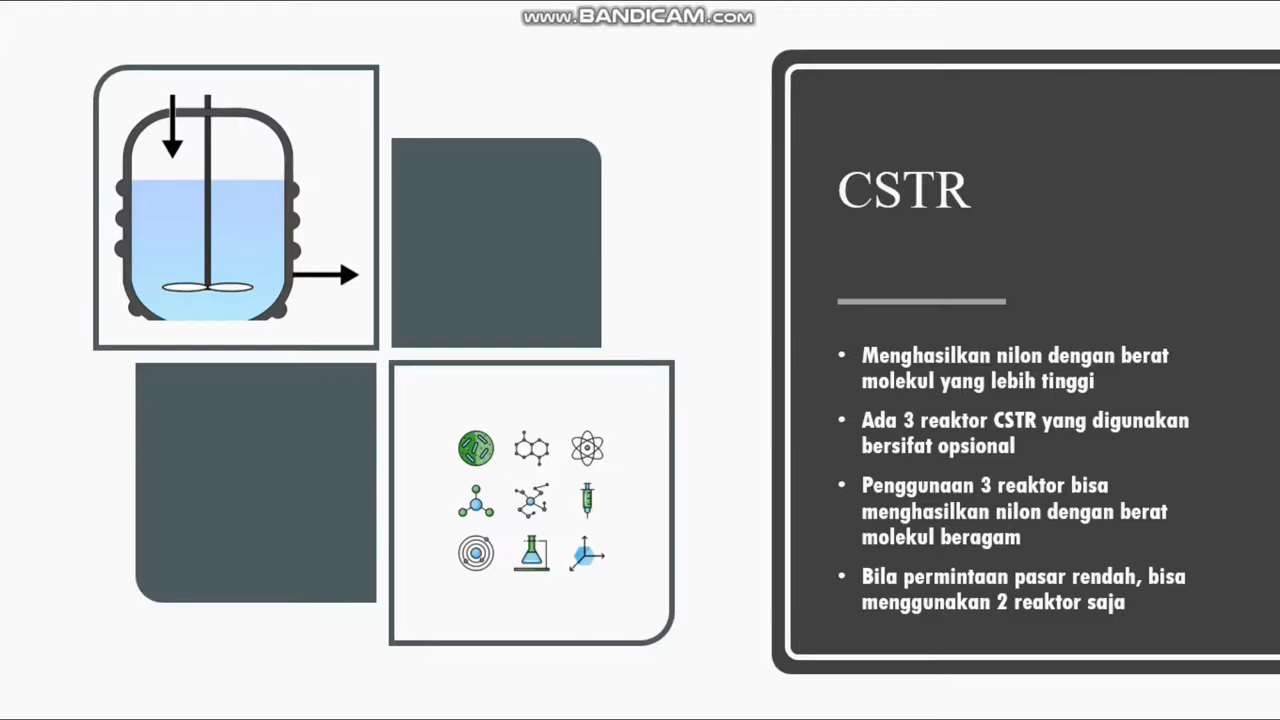 www.BANDICAM.com
CSTR
• Menghasilkan nilon dengan berat
molekul yang lebih tinggi
• Ada 3 reaktor CSTR yang digunakan
bersifat opsional
• Penggunaan 3 reaktor bisa
menghasilkan nilon dengan berat
molekul beragam
• Bila permintaan pasar rendah, bisa
menggunakan 2 reaktor saja